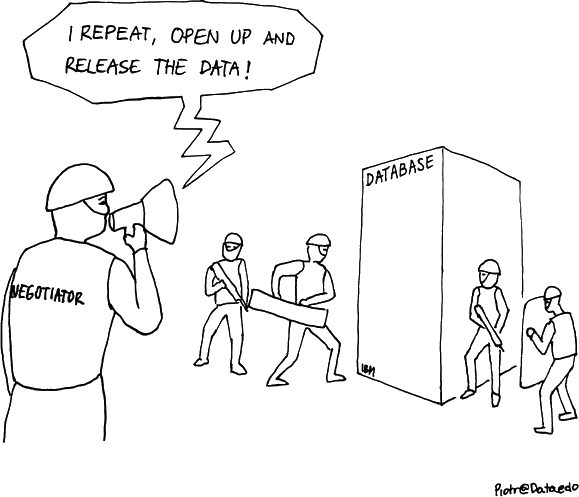 I REPEAT, OPEN UP AND
RELEASE THE DATA!
DATABASE
NEGOTIATOR
IBM
Piotr@Dataedo